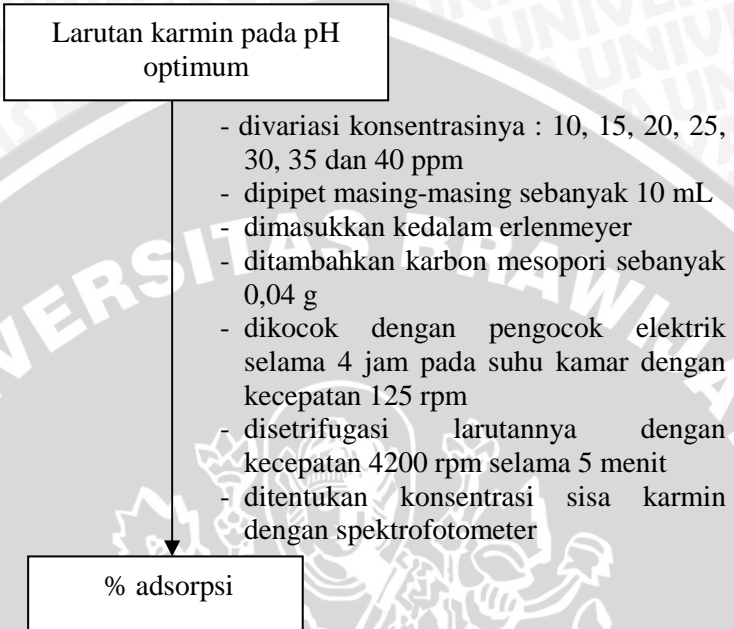 Larutan karmin pada pH
optimum
- divariasi konsentrasinya : 10, 15, 20, 25,
30, 35 dan 40 ppm
- dipipet masing-masing sebanyak 10 mL
- dimasukkan kedalam erlenmeyer
- ditambahkan karbon mesopori sebanyak
0,04 g
- dikocok dengan pengocok elektrik
selama 4 jam pada suhu kamar dengan
kecepatan 125 rpm
- disetrifugasi larutannya dengan
kecepatan 4200 rpm selama 5 menit
- ditentukan konsentrasi sisa karmin
dengan spektrofotometer
% adsorpsi